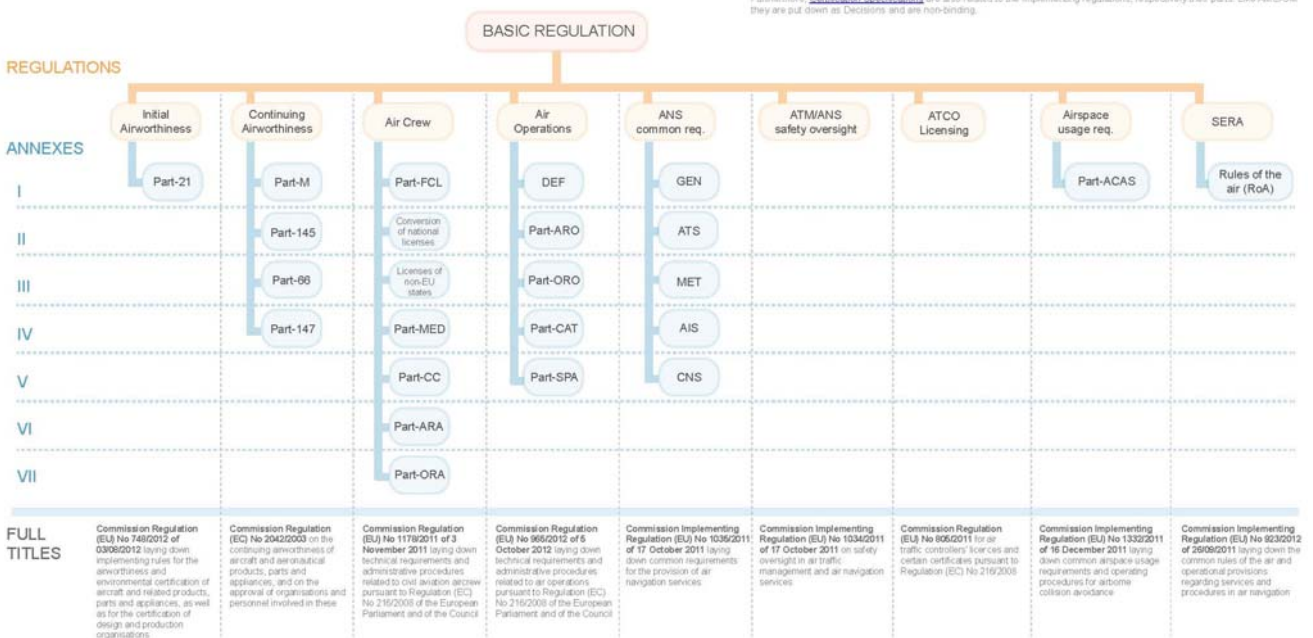 they are put down as Decisions and are non-binding.
BASIC REGULATION
REGULATIONS
Initial
Airworthiness
Continuing
Airworthiness
Air Crew
Air
Operations
ANS
common req.
ATM/ANS
safety oversight
ATCO
Licensing
Airspace
usage req.
SERA
ANNEXES
I
Part-21
Part-M
Part-FCL
DEF
GEN
Part-ACAS
Rules of the
air (RoA)
II
Part-145
Conversion
of national
licenses
Part-ARO
ATS
III
Part-66
Licenses of
non-EU
states
Part-ORO
MET
IV
Part-147
Part-MED
Part-CAT
AIS
V
Part-CC
Part-SPA
CNS
VI
Part-ARA
VII
Part-ORA
FULL
TITLES
Commission Regulation
(EU) No 748/2012 of
03/08/2012 laying down
implementing rules for the
airworthiness and
environmental certification of
aircraft and related products,
parts and appliances, as well
as for the certification of
design and production
organisations
Commission Regulation
(EC) No 2042/2003 on the
continuing airworthiness of
aircraft and aeronautical
products, parts and
appliances, and on the
approval of organisations and
personnel involved in these
Commission Regulation
(EU) No 1178/2011 of 3
November 2011 laying down
technical requirements and
administrative procedures
related to civil aviation aircrew
pursuant to Regulation (EC)
No 216/2008 of the European
Parliament and of the Council
Commission Regulation
(EU) No 965/2012 of 5
October 2012 laying down
technical requirements and
administrative procedures
related to air operations
pursuant to Regulation (EC)
No 216/2008 of the European
Parliament and of the Council
Commission Implementing
Regulation (EU) No 1035/2011
of 17 October 2011 laying
down common requirements
for the provision of air
navigation services
Commission Implementing
Regulation (EU) No 1034/2011
of 17 October 2011 on safety
oversight in air traffic
management and air navigation
services
Commission Regulation
(EU) No 805/2011 for air
traffic controllers' licences and
certain certificates pursuant to
Regulation (EC) No 216/2008
Commission Implementing
Regulation (EU) No 1332/2011
of 16 December 2011 laying
down common airspace usage
requirements and operating
procedures for airborne
collision avoidance
Commission Implementing
Regulation (EU) No 923/2012
of 26/09/2011 laying down the
common rules of the air and
operational provisions
regarding services and
procedures in air navigation